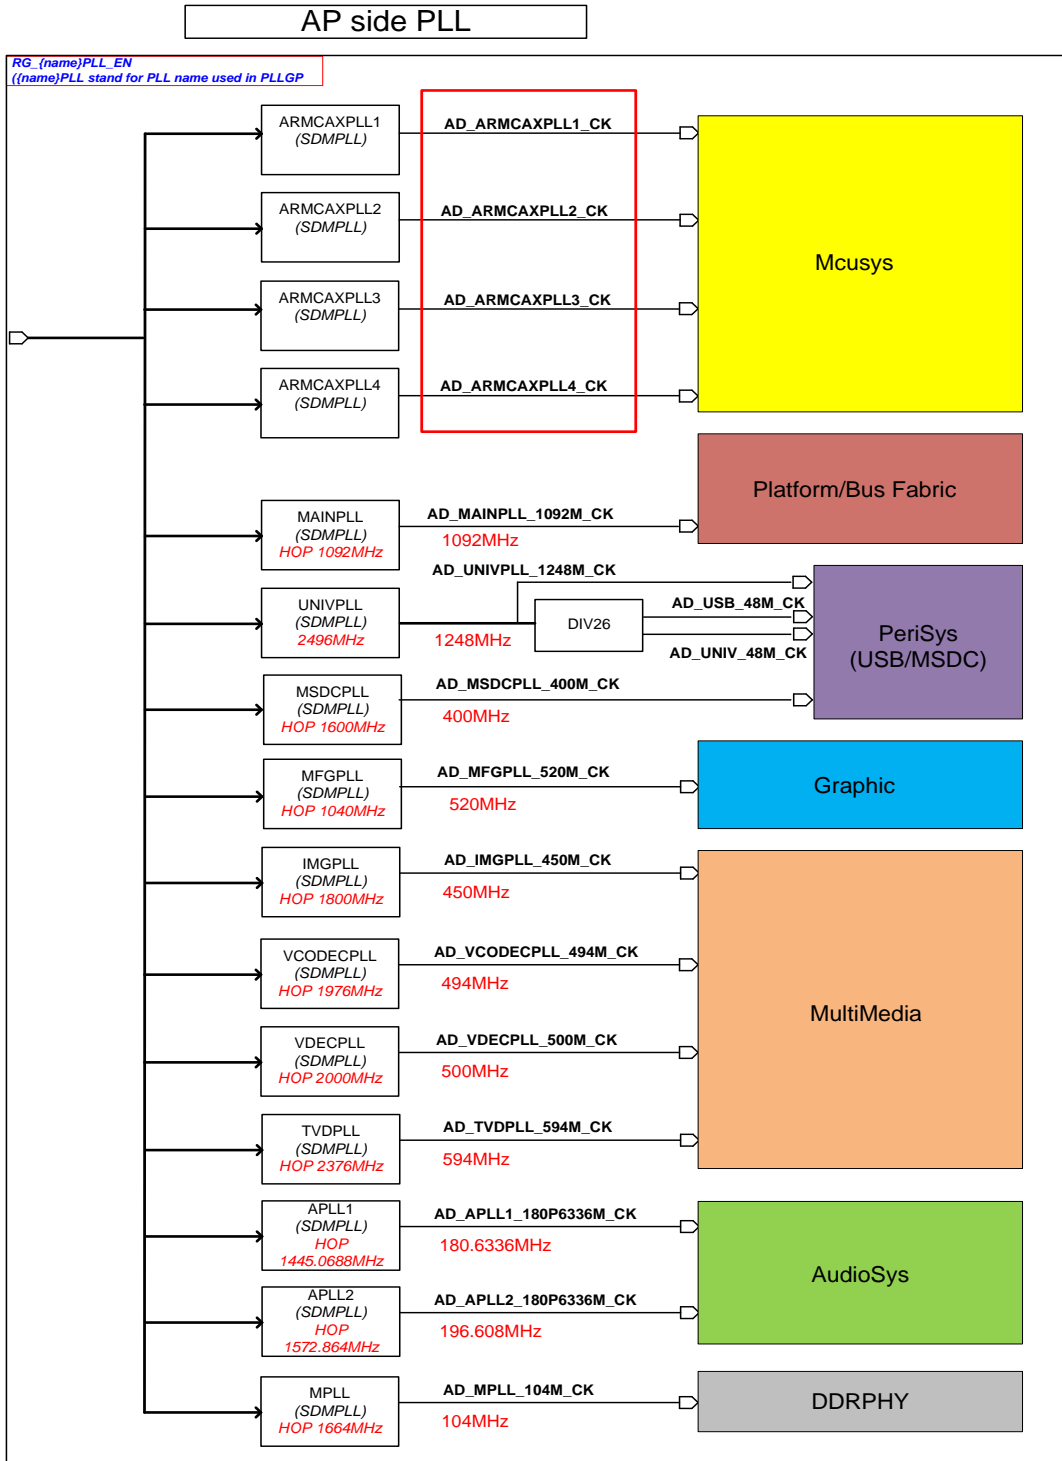 AP side PLL
RG_{name}PLL_EN
({name}PLL stand for PLL name used in PLLGP
ARMCAXPLL1
(SDMPLL)
AD_ARMCAXPLL1_CK
ARMCAXPLL2
(SDMPLL)
AD_ARMCAXPLL2_CK
Mcusys
ARMCAXPLL3
(SDMPLL)
AD_ARMCAXPLL3_CK
ARMCAXPLL4
(SDMPLL)
AD_ARMCAXPLL4_CK
Platform/Bus Fabric
MAINPLL
(SDMPLL)
HOP 1092MHz
AD_MAINPLL_1092M_CK
1092MHz
AD_UNIVPLL_1248M_CK
UNIVPLL
(SDMPLL)
2496MHz
1248MHz
DIV26
AD_USB_48M_CK
AD_UNIV_48M_CK
PeriSys
(USB/MSDC)
MSDCPLL
(SDMPLL)
HOP 1600MHz
AD_MSDCPLL_400M_CK
400MHz
MFGPLL
(SDMPLL)
HOP 1040MHz
AD_MFGPLL_520M_CK
520MHz
Graphic
IMGPLL
(SDMPLL)
HOP 1800MHz
AD_IMGPLL_450M_CK
450MHz
VCODECPLL
(SDMPLL)
HOP 1976MHz
AD_VCODECPLL_494M_CK
494MHz
MultiMedia
VDECPLL
(SDMPLL)
HOP 2000MHz
AD_VDECPLL_500M_CK
500MHz
TVDPLL
(SDMPLL)
HOP 2376MHz
AD_TVDPLL_594M_CK
594MHz
APLL1
(SDMPLL)
HOP
1445.0688MHz
AD_APLL1_180P6336M_CK
180.6336MHz
AudioSys
APLL2
(SDMPLL)
HOP
1572.864MHz
AD_APLL2_180P6336M_CK
196.608MHz
MPLL
(SDMPLL)
HOP 1664MHz
AD_MPLL_104M_CK
104MHz
DDRPHY